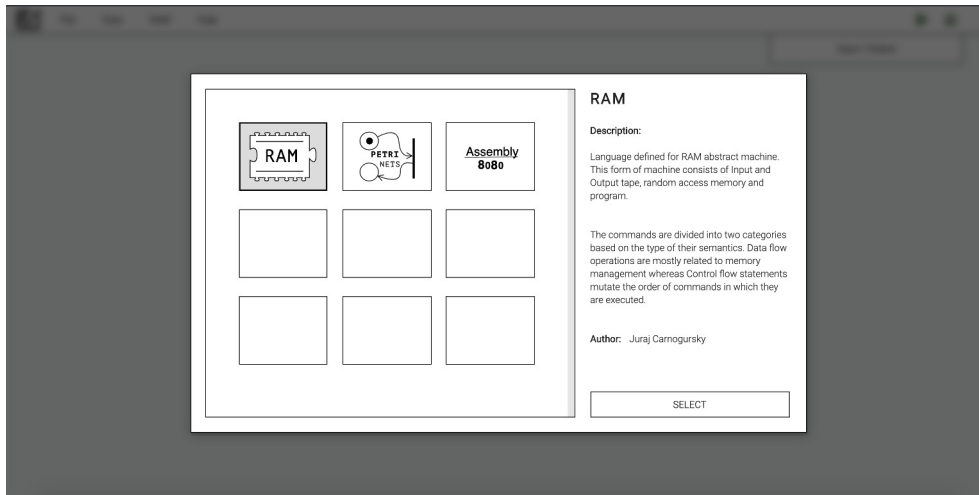 RAM
PETRI
NETS
Assembly
8080
RAM
Description:
Language defined for RAM abstract machine.
This form of machine consists of Input and
Output tape, random access memory and
program.
The commands are divided into two categories
based on the type of their semantics. Data flow
operations are mostly related to memory
management whereas Control flow statements
mutate the order of commands in which they
are executed.
Author: Juraj Carnogursky
SELECT